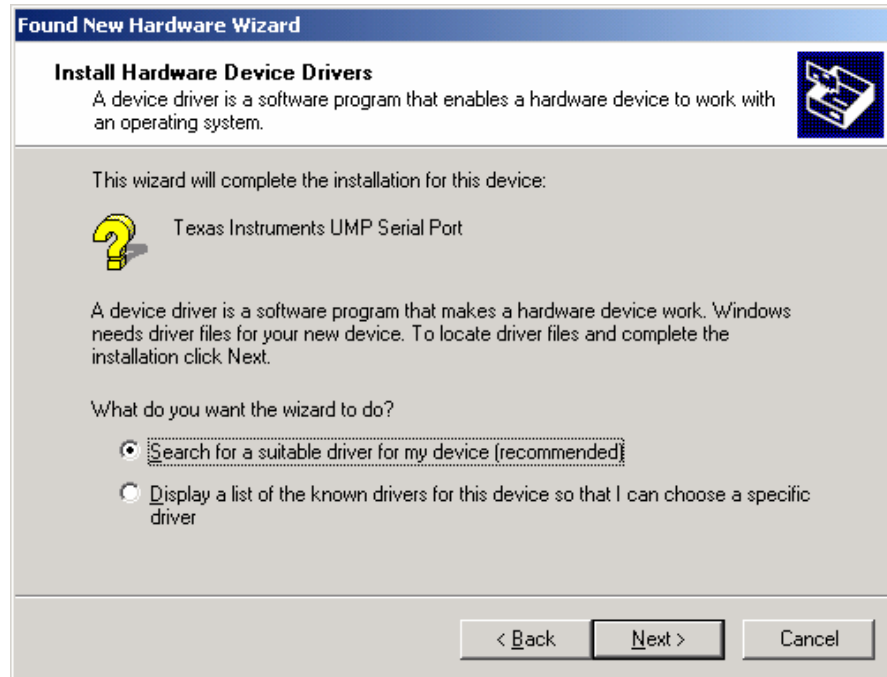 Found New Hardware Wizard
Install Hardware Device Drivers
A device driver is a software program that enables a hardware device to work with
an operating system.
This wizard will complete the installation for this device:
Texas Instruments UMP Serial Port
A device driver is a software program that makes a hardware device work. Windows
needs driver files for your new device. To locate driver files and complete the
installation click Next.
What do you want the wizard to do?
Search for a suitable driver for my device (recommended)
Display a list of the known drivers for this device so that I can choose a specific
driver
< Back
Next >
Cancel